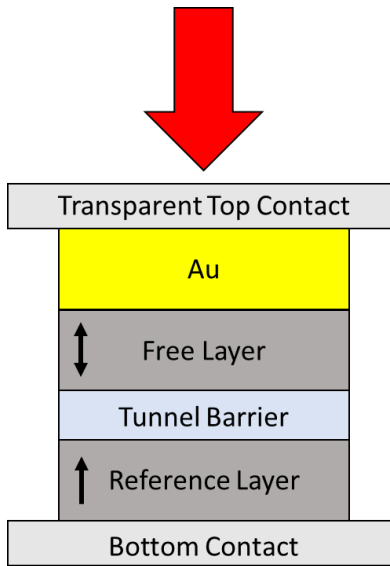 Transparent Top Contact
Au
Free Layer
Tunnel Barrier
Reference Layer
Bottom Contact